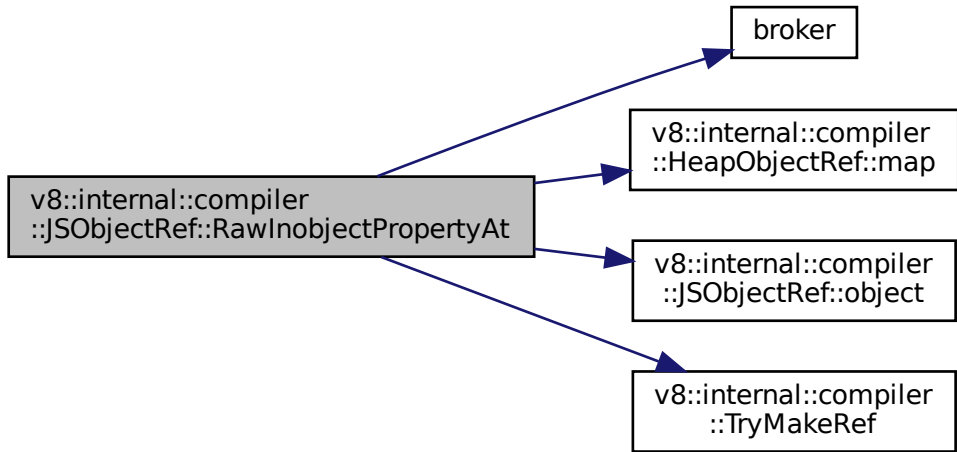 broker
v8::internal::compiler
::HeapObjectRef::map
v8::internal::compiler
::JSObjectRef::RawInobjectPropertyAt
v8::internal::compiler
::JSObjectRef::object
v8::internal::compiler
::TryMakeRef